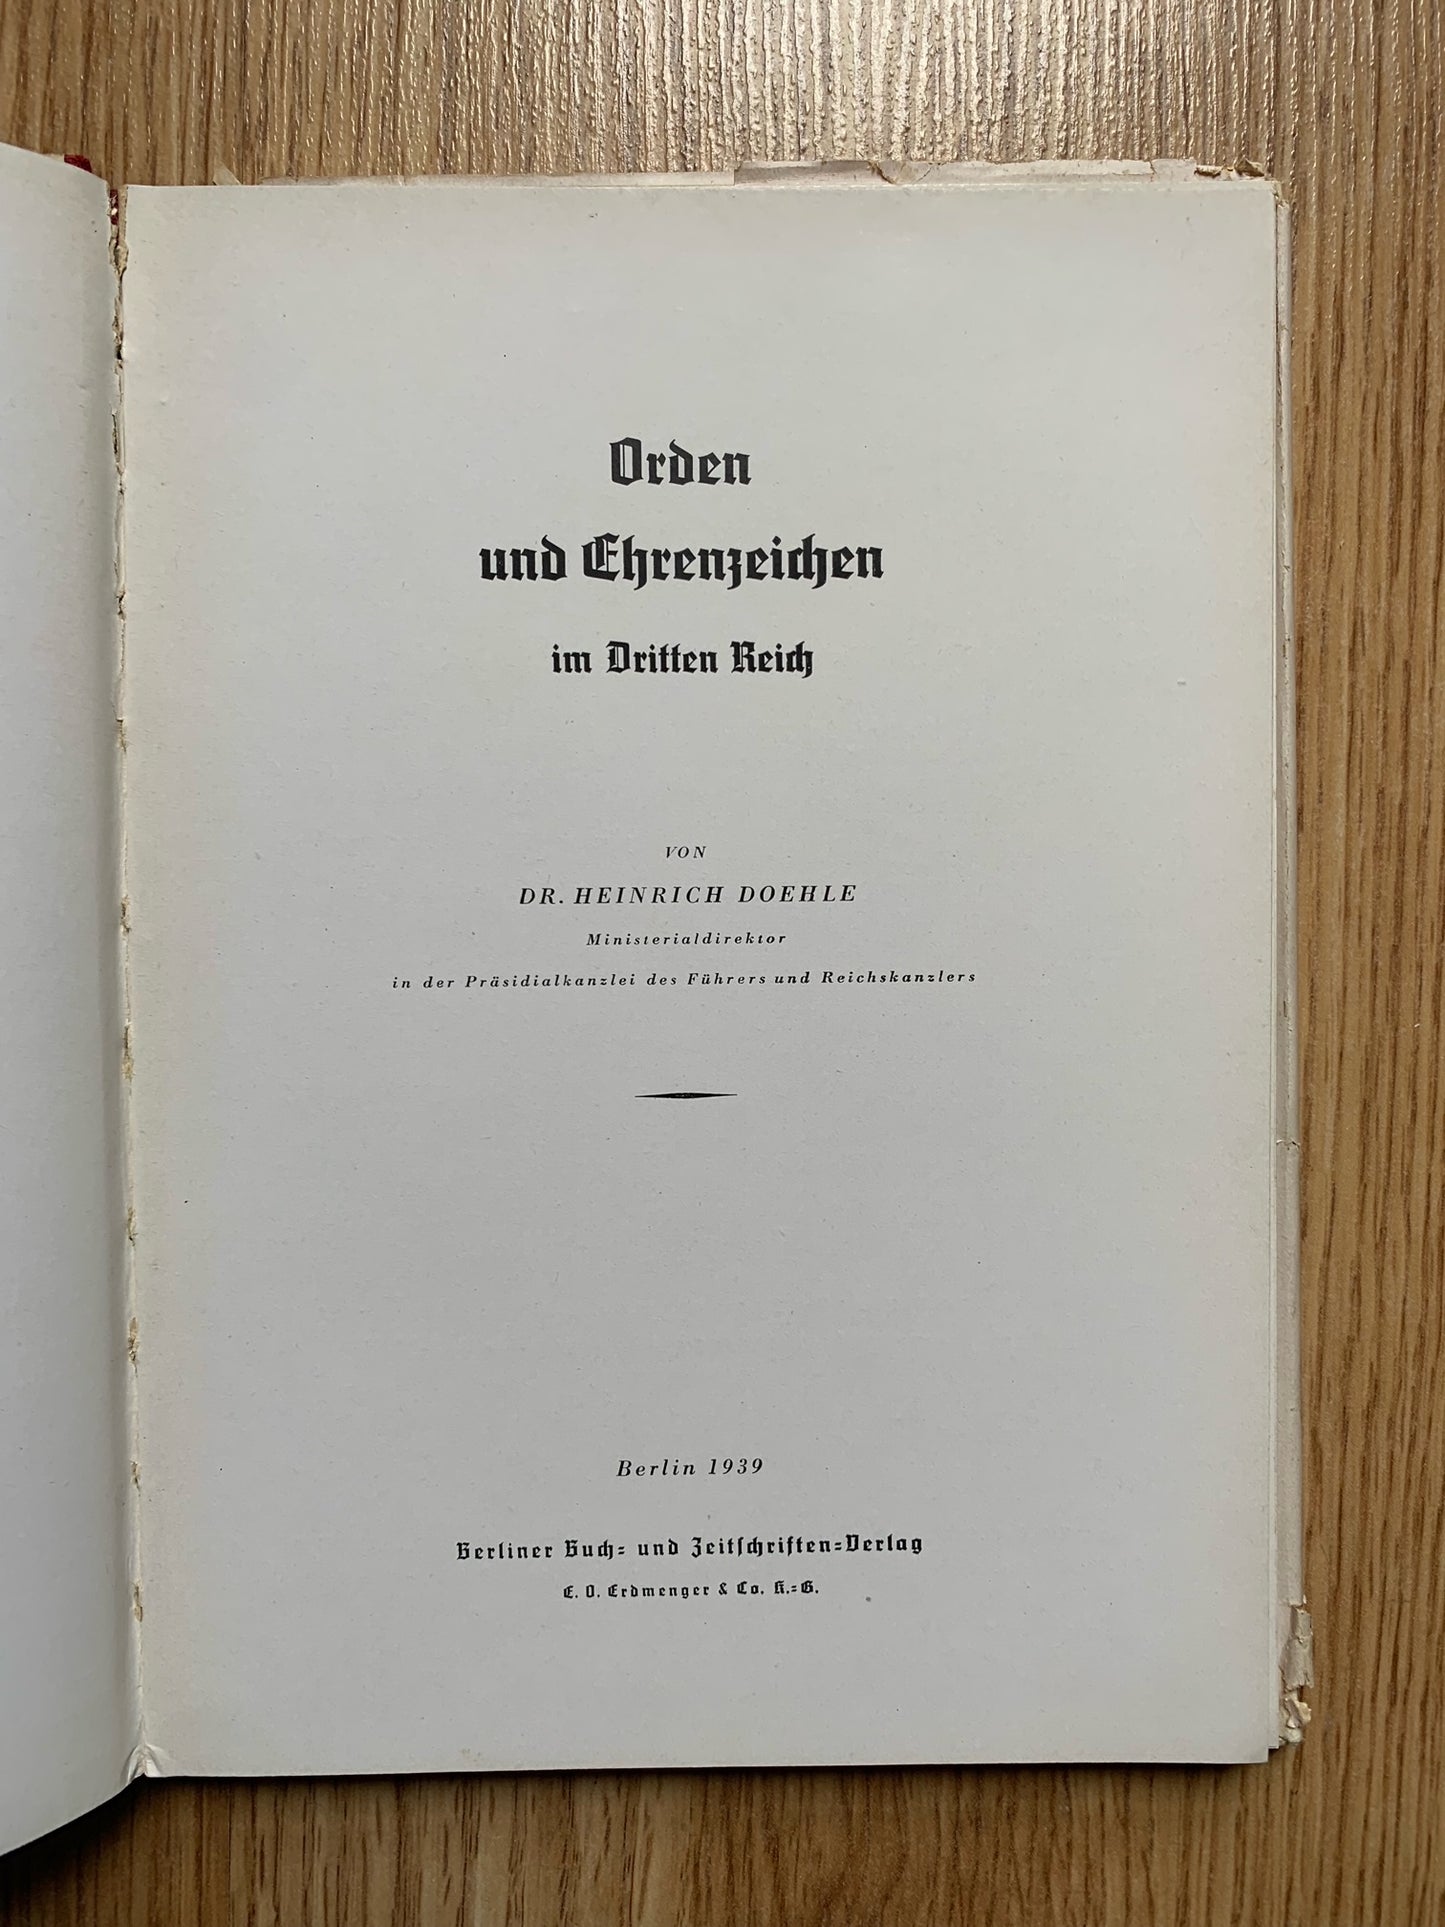 Orden
und Ehrenzeichen
im Dritten Reich
VON
DR. HEINRICH DOEHLE
Ministerialdirektor
in der Präsidialkanzlei des Führers und Reichskanzlers
Berlin 1939
Berliner Buch- und Zeitſchriften-Verlag
E. O. Erdmenger & Co. K.-G.